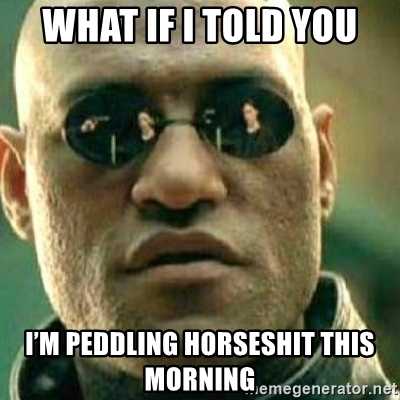 WHAT IF I TOLD YOU
I'M PEDDLING HORSESHIT THIS
MORNING
memegenerator.net